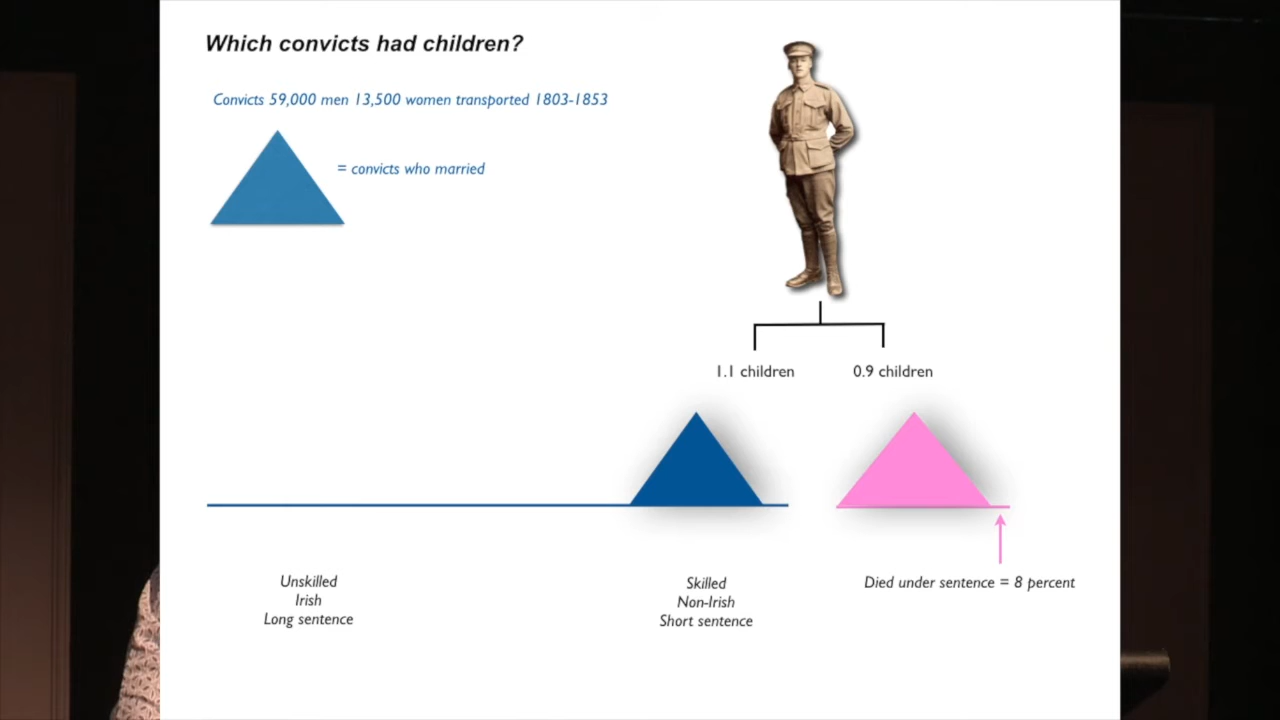 Which convicts had children?
Convicts 59,000 men 13,500 women transported 1803-1853
= convicts who married
1.1 children
0.9 children
Unskilled
Irish
Long sentence
Skilled
Non-Irish
Short sentence
Died under sentence = 8 percent